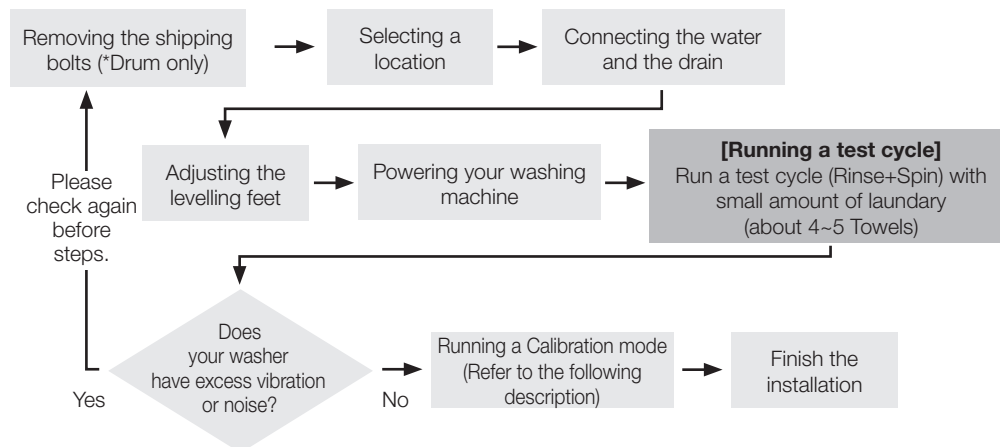 Removing the shipping
bolts (*Drum only)
Selecting a
location
Connecting the water
and the drain
Adjusting the
levelling feet
Powering your washing
machine
[Running a test cycle]
Run a test cycle (Rinse+Spin) with
small amount of laundary
(about 4~5 Towels)
Please
check again
before
steps.
Does
your washer
have excess vibration
or noise?
Yes
No
Running a Calibration mode
(Refer to the following
description)
Finish the
installation